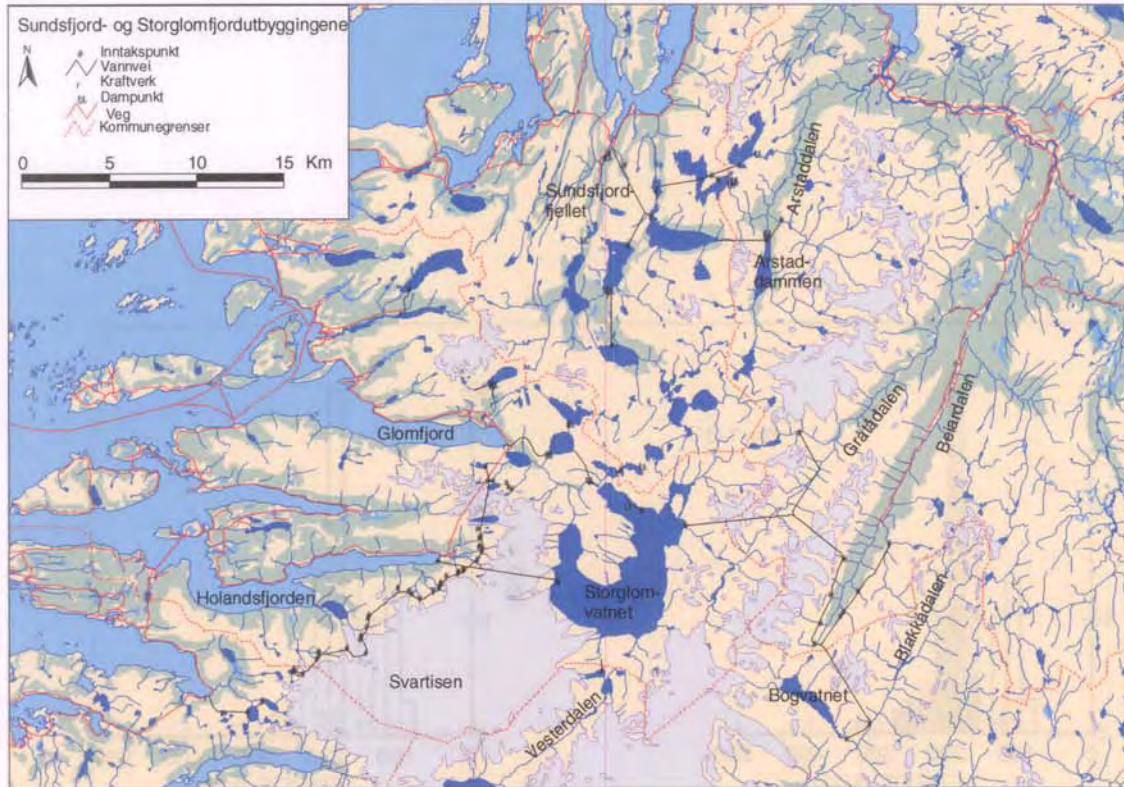 Sundsfjord- og Storglomfjordutbyggingene
N
Inntakspunkt
Vannvei
Kraftverk
Dampunkt
Veg
Kommunegrenser
0 5 10 15 Km
Sundsfjord-
fjellet
Arstaddalen
Arstad-
dammen
Glomfjord
Gråtådalen
Beiardalen
Storglom-
vatnet
Holandsfjorden
Blakkådalen
Svartisen
Bogvatnet
Vesterdalen